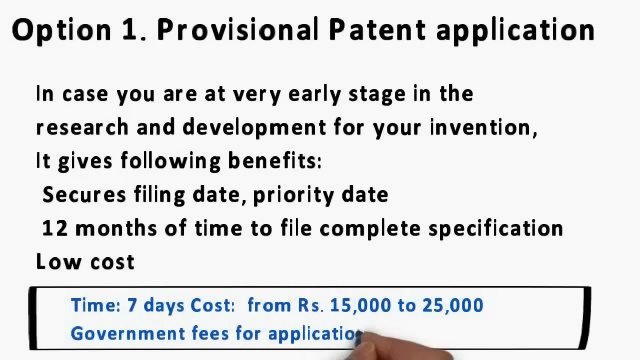 Option 1. Provisional Patent application
In case you are at very early stage in the
research and development for your invention,
It gives following benefits:
Secures filing date, priority date
12 months of time to file complete specification
Low cost
Time: 7 days Cost: from Rs. 15,000 to 25,000
Government fees for applicatio